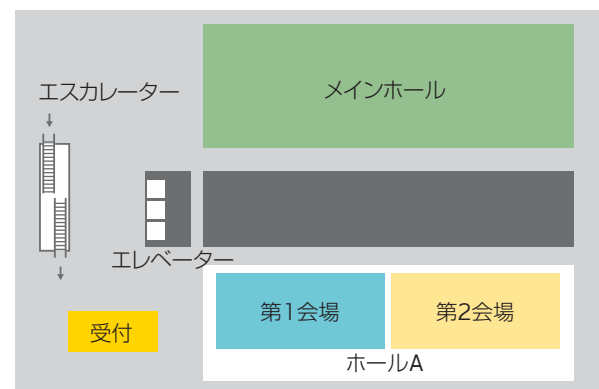 メインホール
エスカレーター
エレベーター
第1会場
第2会場
受付
ホールA